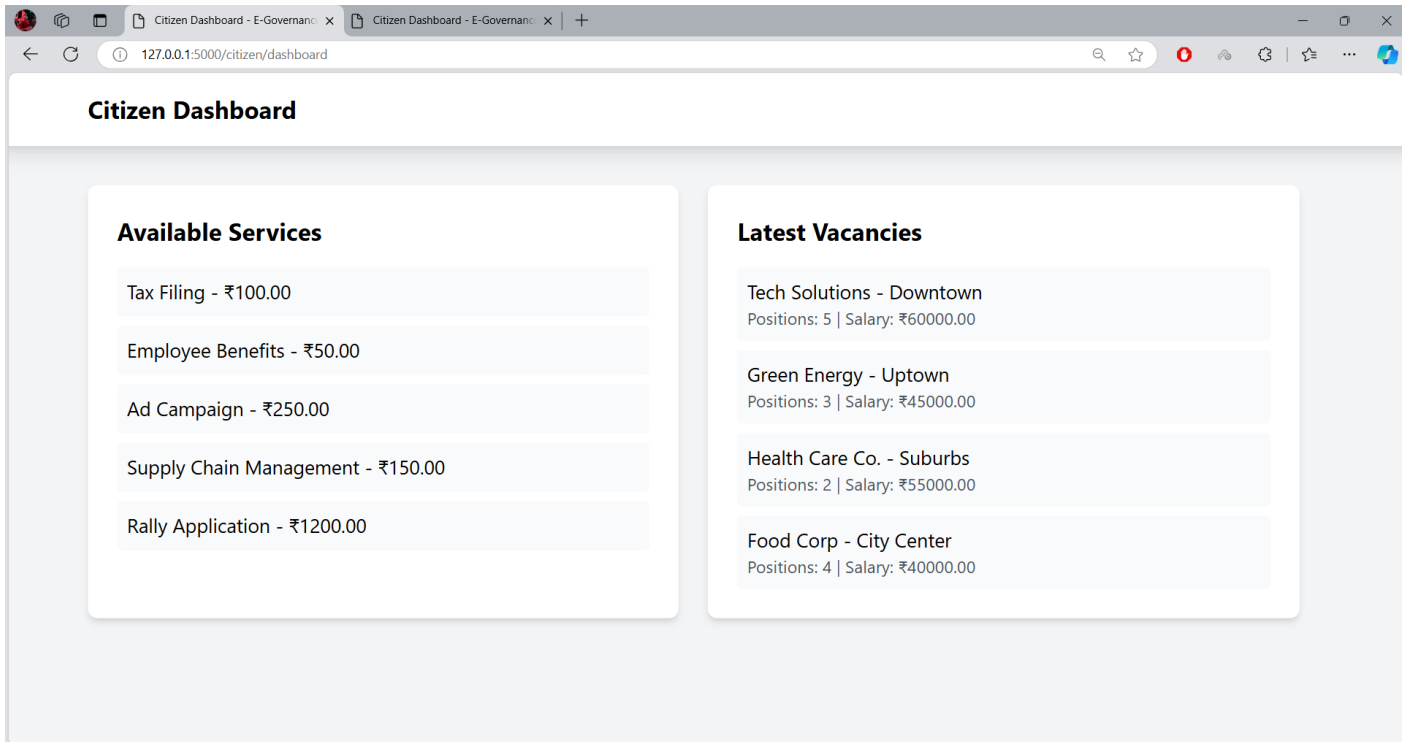 Citizen Dashboard - E-Governanc
Citizen Dashboard - E-Governanc
127.0.0.1:5000/citizen/dashboard
Citizen Dashboard
Available Services
Tax Filing - ₹100.00
Employee Benefits - ₹50.00
Ad Campaign - ₹250.00
Supply Chain Management - ₹150.00
Rally Application - ₹1200.00
Latest Vacancies
Tech Solutions - Downtown
Positions: 5 | Salary: ₹60000.00
Green Energy - Uptown
Positions: 3 | Salary: ₹45000.00
Health Care Co. - Suburbs
Positions: 2 | Salary: ₹55000.00
Food Corp - City Center
Positions: 4 | Salary: ₹40000.00